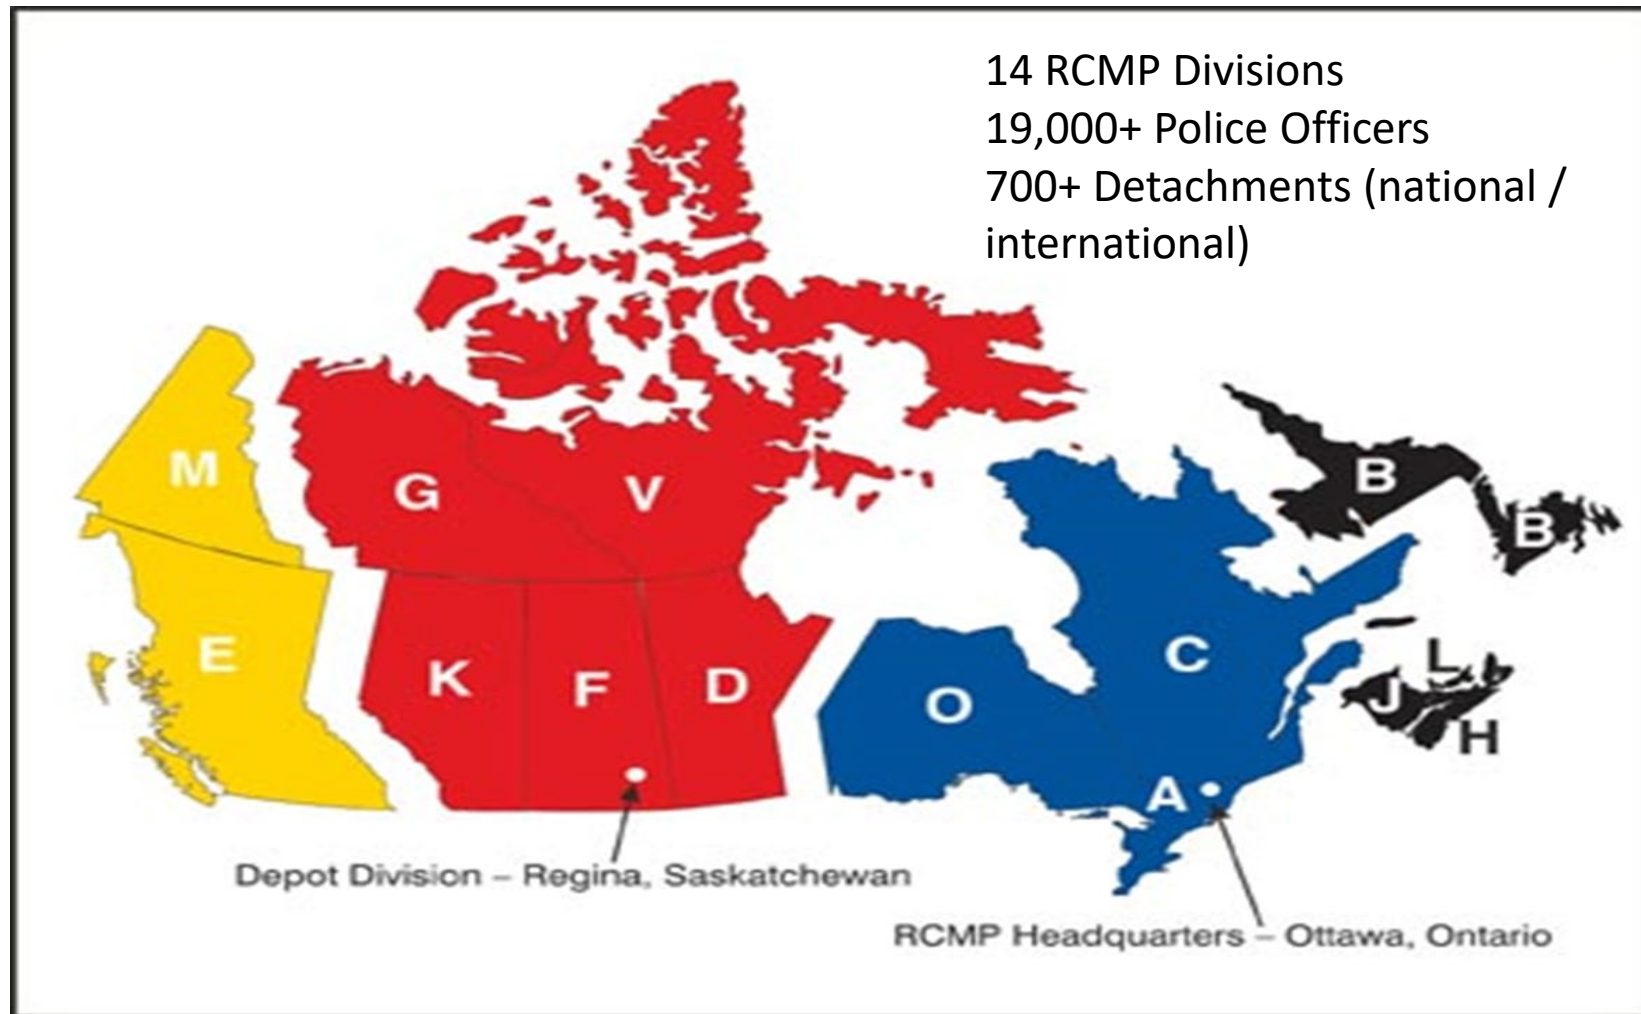 14 RCMP Divisions
19,000+ Police Officers
700+ Detachments (national /
international)
M
G
V
B
B
E
K
F
D
O
C
L
J
H
A
Depot Division – Regina, Saskatchewan
RCMP Headquarters – Ottawa, Ontario